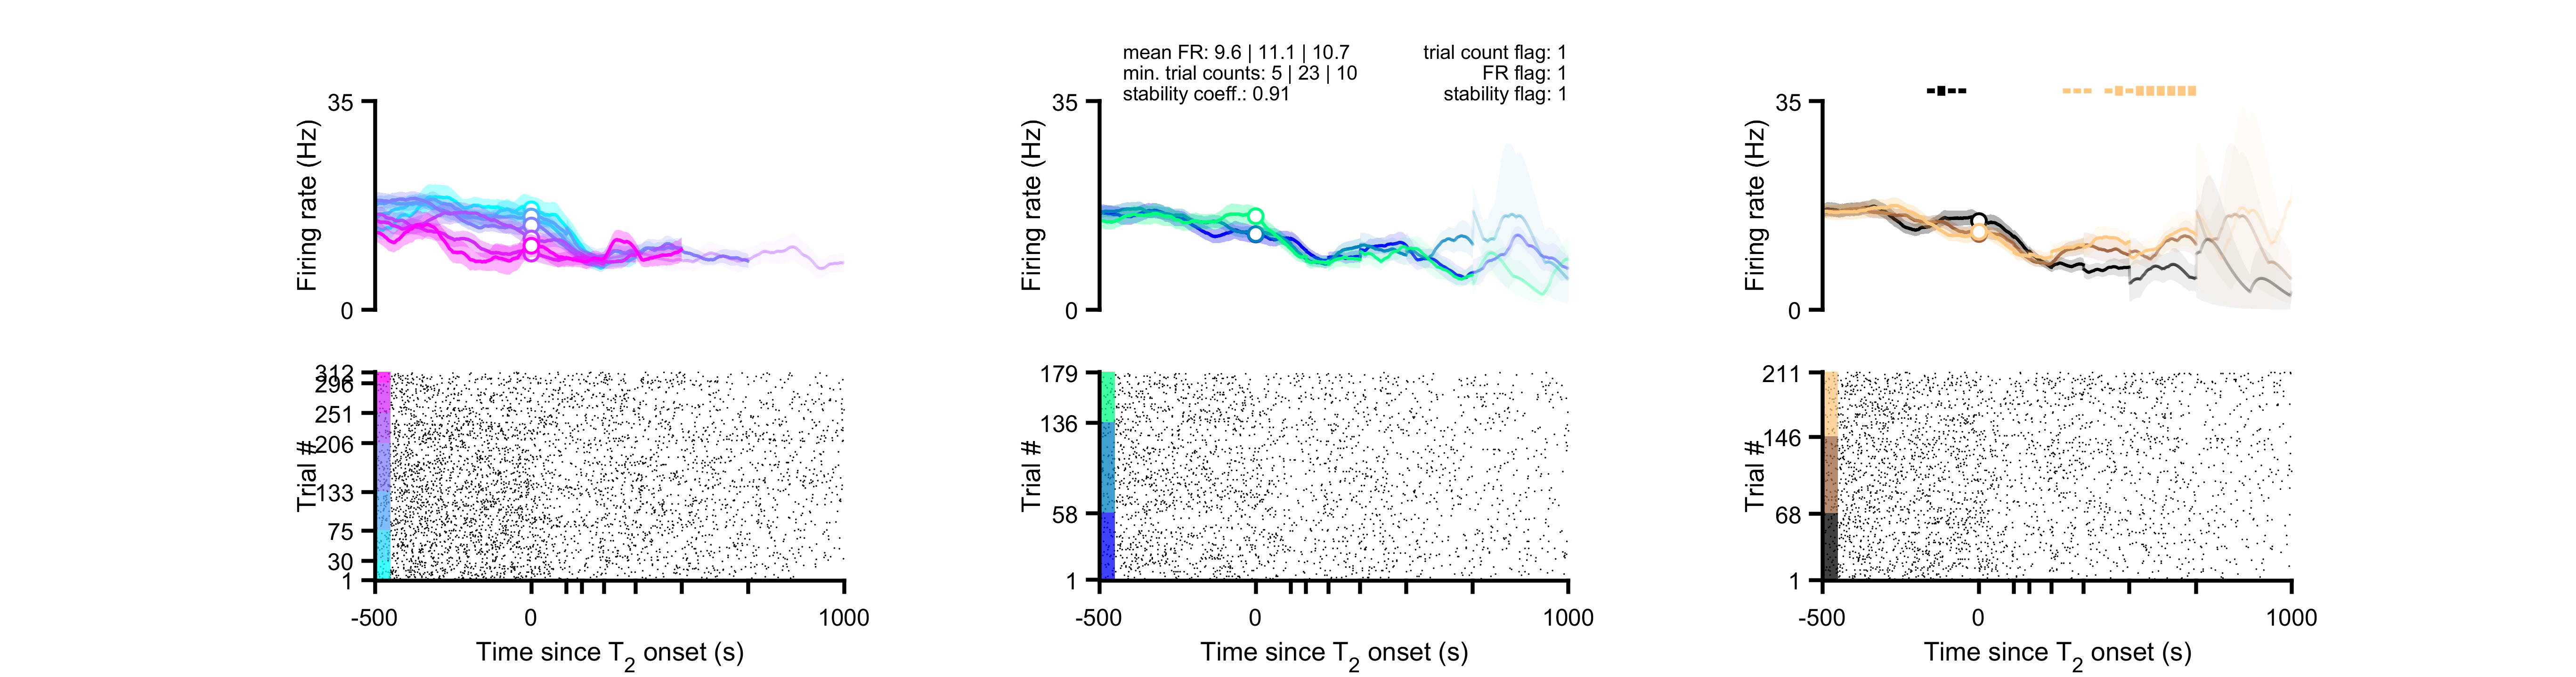 mean FR: 9.6 | 11.1 | 10.7
min. trial counts: 5 | 23 | 10
stability coeff.: 0.91
trial count flag: 1
FR flag: 1
stability flag: 1
Firing rate (Hz)
35
0
Firing rate (Hz)
35
0
Firing rate (Hz)
35
0
Trial #
312
296
251
206
133
75
30
1
-500
0
1000
Time since T2 onset (s)
Trial #
179
136
58
1
-500
0
1000
Time since T2 onset (s)
Trial #
211
146
68
1
-500
0
1000
Time since T2 onset (s)